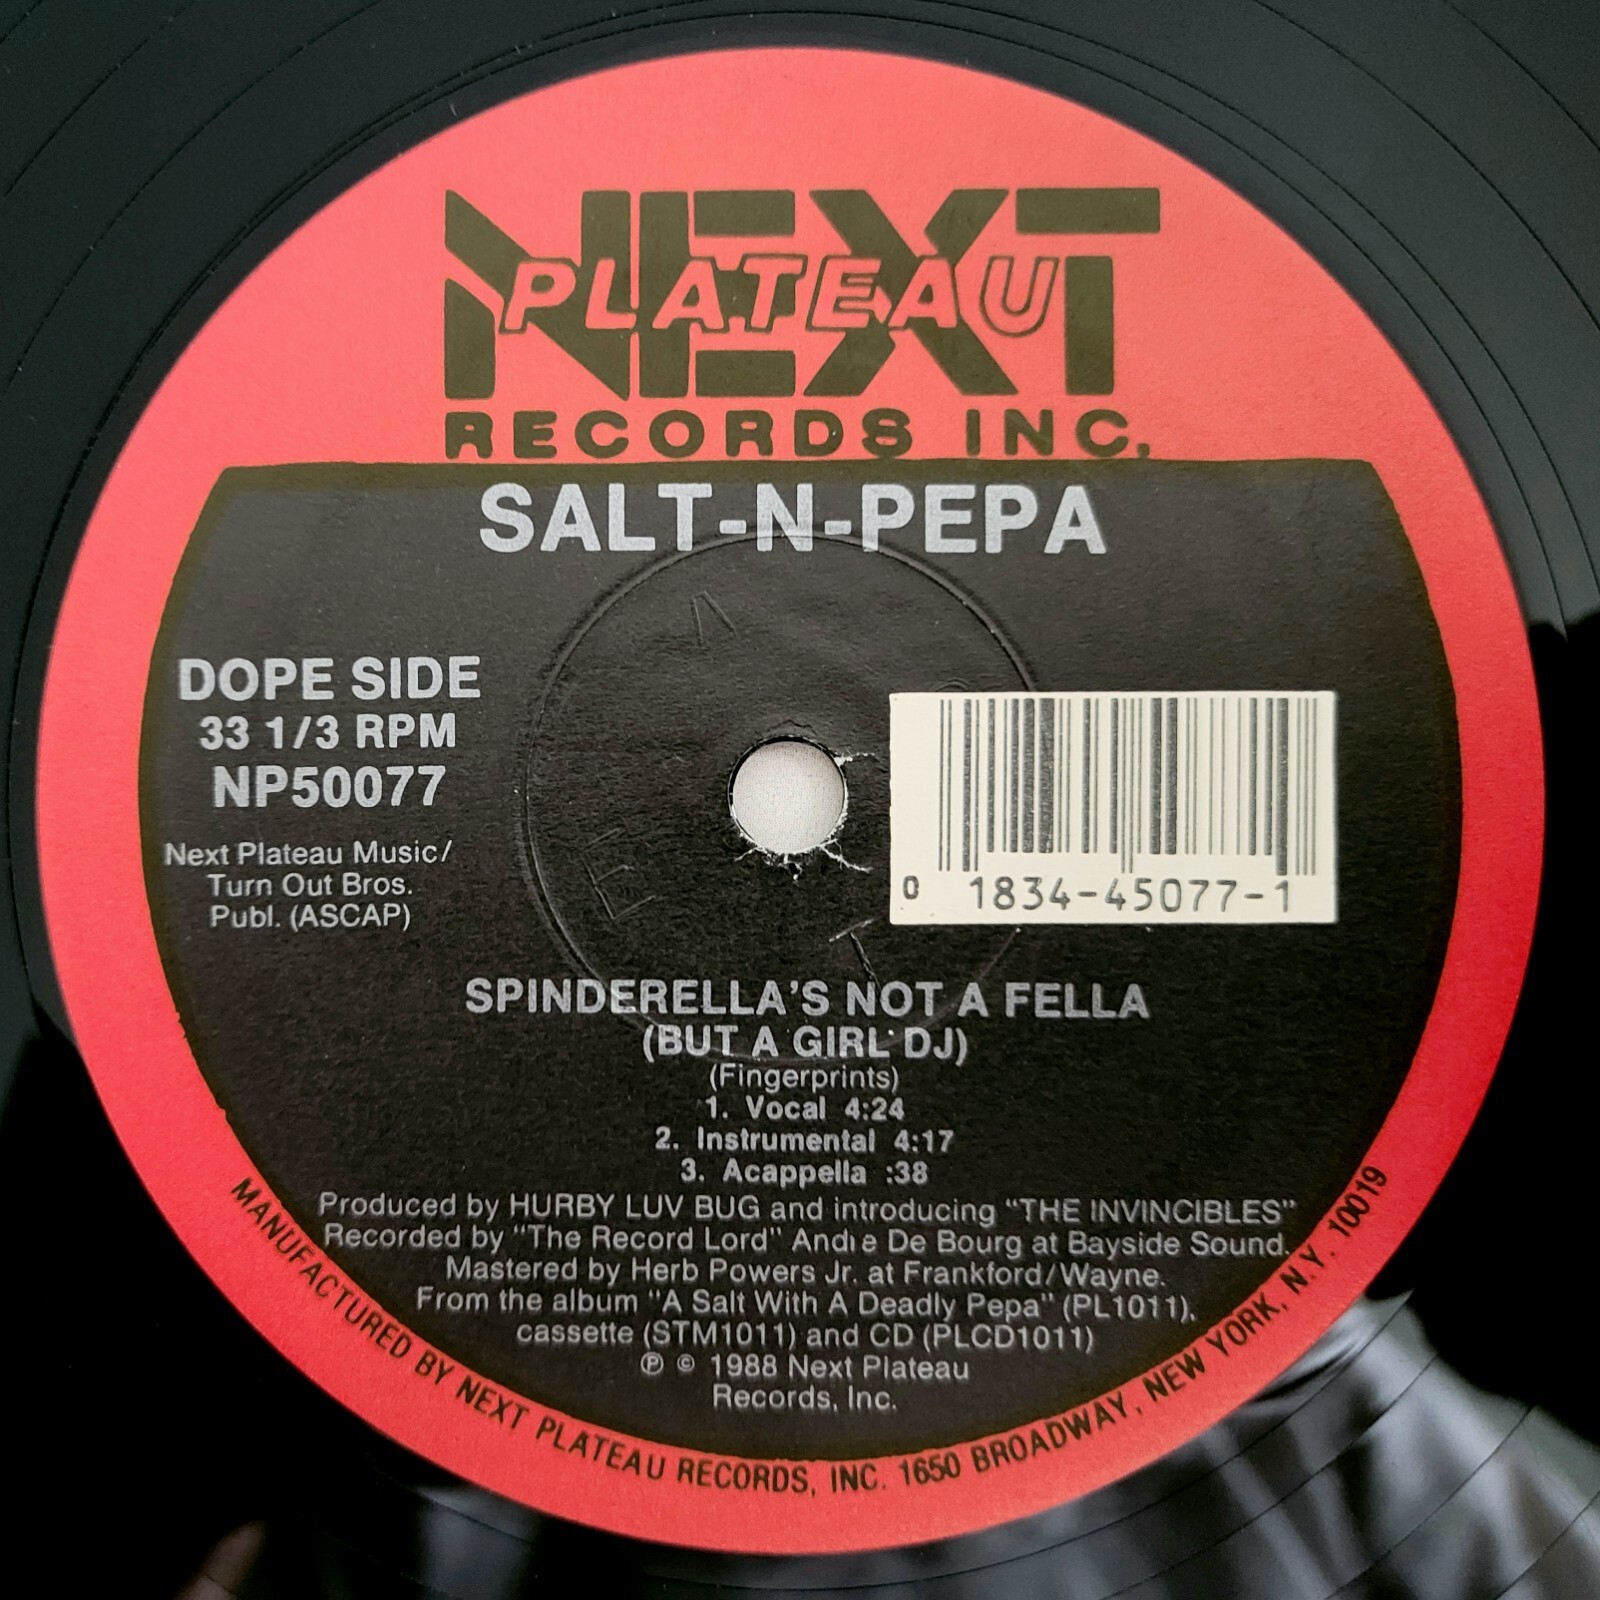 NEXT
PLATEAU
RECORDS INC.
SALT-N-PEPA
DOPE SIDE
33 1/3 RPM
NP50077
Next Plateau Music/
Turn Out Bros.
Publ. (ASCAP)
0 1834-45077-1
SPINDERELLA'S NOT A FELLA
(BUT A GIRL DJ)
(Fingerprints)
1. Vocal 4:24
2. Instrumental 4:17
3. Acappella :38
Produced by HURBY LUV BUG and introducing "THE INVINCIBLES"
Recorded by "The Record Lord" Andie De Bourg at Bayside Sound.
Mastered by Herb Powers Jr. at Frankford/Wayne.
From the album "A Salt With A Deadly Pepa" (PL1011),
cassette (STM1011) and CD (PLCD1011)
℗ © 1988 Next Plateau
Records, Inc.
MANUFACTURED BY NEXT PLATEAU RECORDS, INC. 1650 BROADWAY, NEW YORK, N.Y. 10019